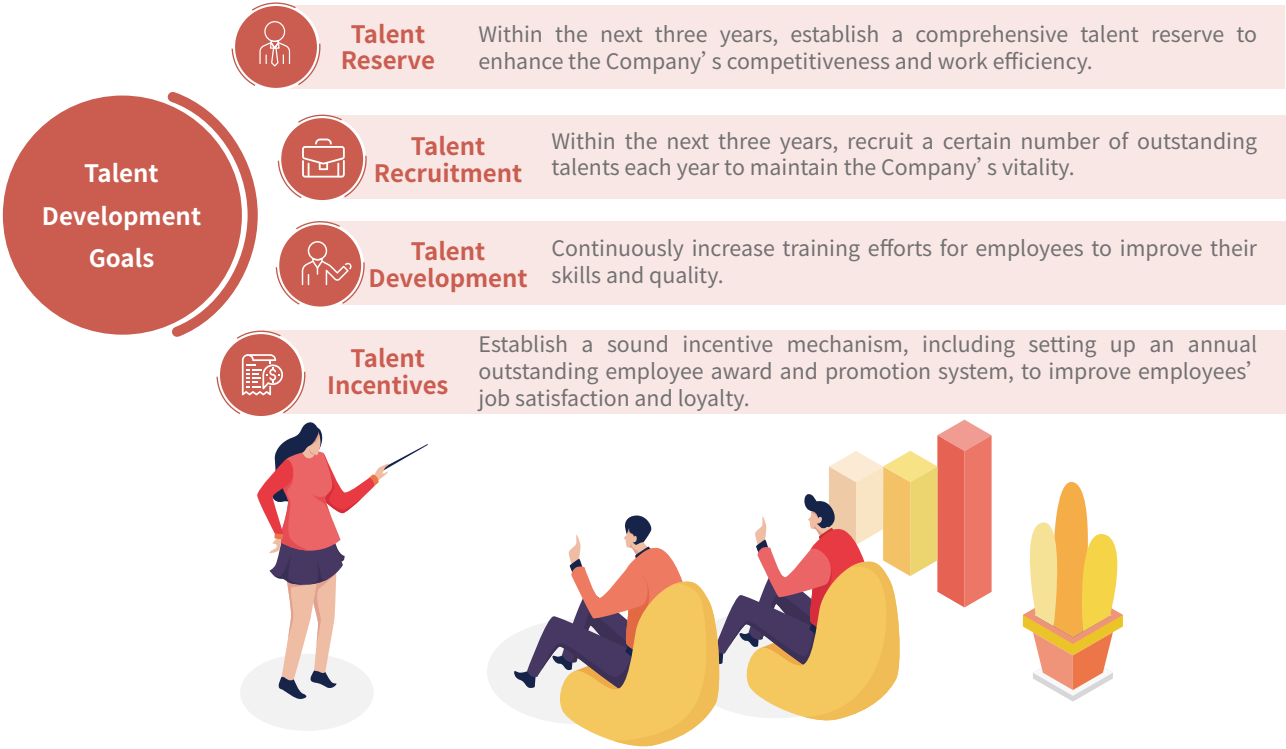 Talent
Development
Goals
Talent
Reserve
Within the next three years, establish a comprehensive talent reserve to
enhance the Company’ s competitiveness and work efficiency.
Talent
Recruitment
Within the next three years, recruit a certain number of outstanding
talents each year to maintain the Company’ s vitality.
Talent
Development
Continuously increase training efforts for employees to improve their
skills and quality.
Talent
Incentives
Establish a sound incentive mechanism, including setting up an annual
outstanding employee award and promotion system, to improve employees’
job satisfaction and loyalty.